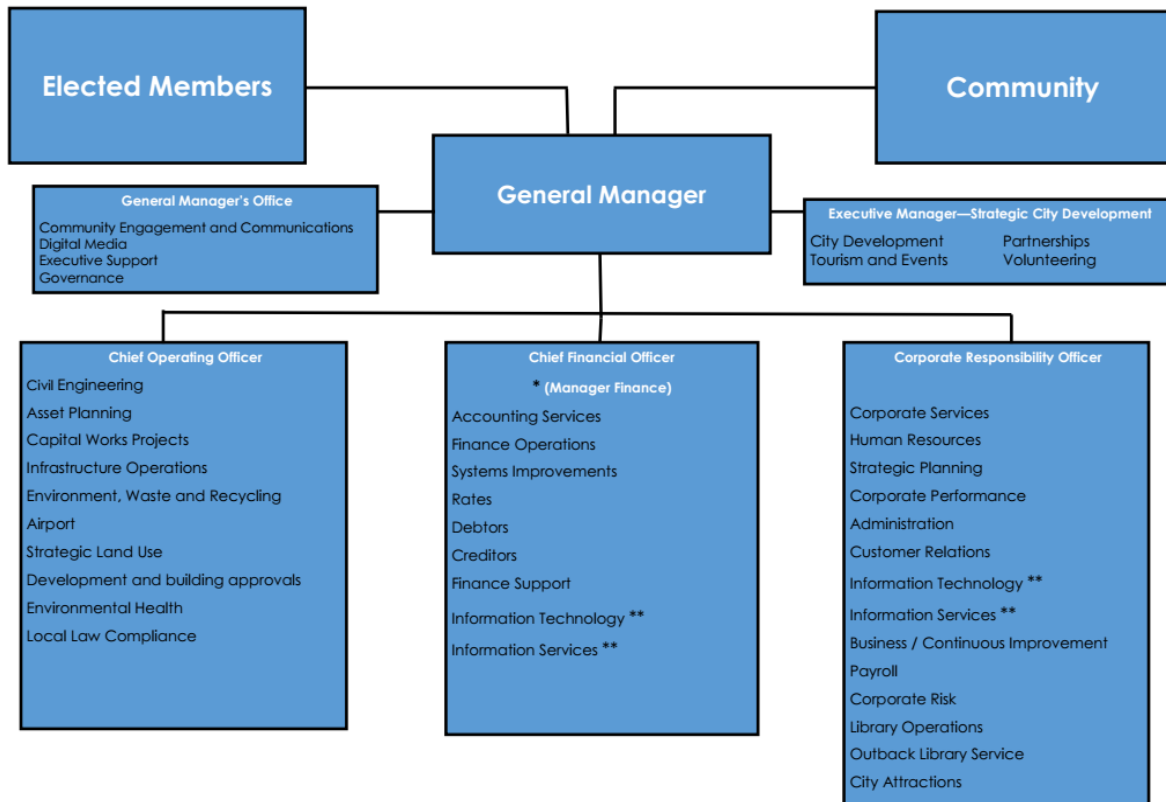 Elected Members
Community
General Manager
General Manager's Office
Community Engagement and Communications
Digital Media
Executive Support
Governance
Executive Manager—Strategic City Development
City Development
Partnerships
Tourism and Events
Volunteering
Chief Operating Officer
Civil Engineering
Asset Planning
Capital Works Projects
Infrastructure Operations
Environment, Waste and Recycling
Airport
Strategic Land Use
Development and building approvals
Environmental Health
Local Law Compliance
Chief Financial Officer
* (Manager Finance)
Accounting Services
Finance Operations
Systems Improvements
Rates
Debtors
Creditors
Finance Support
Information Technology **
Information Services **
Corporate Responsibility Officer
Corporate Services
Human Resources
Strategic Planning
Corporate Performance
Administration
Customer Relations
Information Technology **
Information Services **
Business / Continuous Improvement
Payroll
Corporate Risk
Library Operations
Outback Library Service
City Attractions